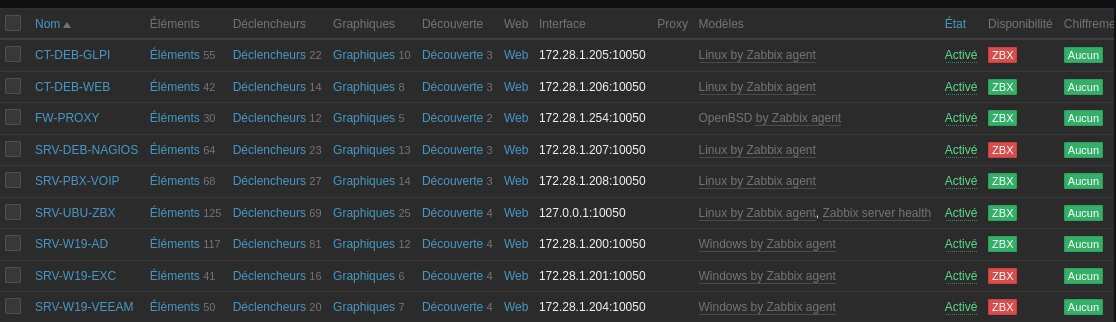 Nom Éléments Déclencheurs Graphiques Découverte Web Interface Proxy Modèles État Disponibilité Chiffreme
CT-DEB-GLPI Éléments 55 Déclencheurs 22 Graphiques 10 Découverte 3 Web 172.28.1.205:10050 Linux by Zabbix agent Activé ZBX Aucun
CT-DEB-WEB Éléments 42 Déclencheurs 14 Graphiques 8 Découverte 3 Web 172.28.1.206:10050 Linux by Zabbix agent Activé ZBX Aucun
FW-PROXY Éléments 30 Déclencheurs 12 Graphiques 5 Découverte 2 Web 172.28.1.254:10050 OpenBSD by Zabbix agent Activé ZBX Aucun
SRV-DEB-NAGIOS Éléments 64 Déclencheurs 23 Graphiques 13 Découverte 3 Web 172.28.1.207:10050 Linux by Zabbix agent Activé ZBX Aucun
SRV-PBX-VOIP Éléments 68 Déclencheurs 27 Graphiques 14 Découverte 3 Web 172.28.1.208:10050 Linux by Zabbix agent Activé ZBX Aucun
SRV-UBU-ZBX Éléments 125 Déclencheurs 69 Graphiques 25 Découverte 4 Web 127.0.0.1:10050 Linux by Zabbix agent, Zabbix server health Activé ZBX Aucun
SRV-W19-AD Éléments 117 Déclencheurs 81 Graphiques 12 Découverte 4 Web 172.28.1.200:10050 Windows by Zabbix agent Activé ZBX Aucun
SRV-W19-EXC Éléments 41 Déclencheurs 16 Graphiques 6 Découverte 4 Web 172.28.1.201:10050 Windows by Zabbix agent Activé ZBX Aucun
SRV-W19-VEEAM Éléments 50 Déclencheurs 20 Graphiques 7 Découverte 4 Web 172.28.1.204:10050 Windows by Zabbix agent Activé ZBX Aucun